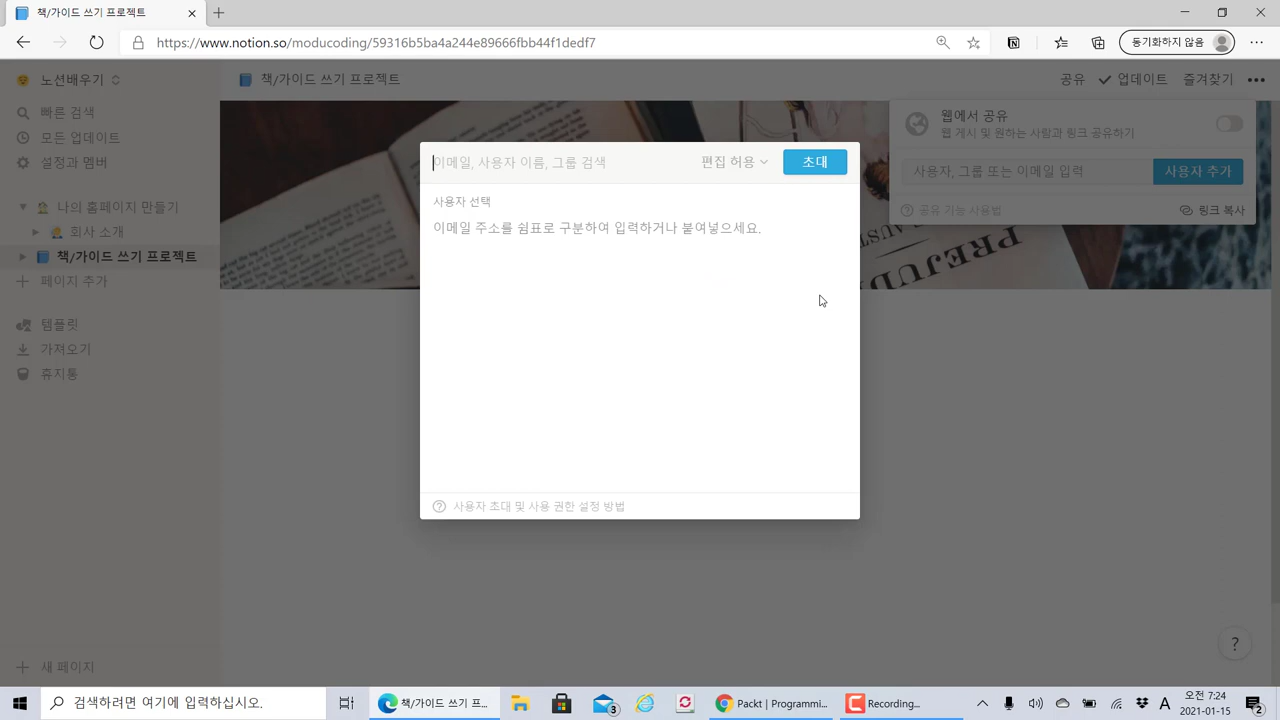 책/가이드 쓰기 프로젝트
https://www.notion.so/moducoding/59316b5ba4a244e89666fbb44f1dedf7
동기화하지 않음
노션배우기
책/가이드 쓰기 프로젝트
공유
업데이트
즐겨찾기
빠른 검색
모든 업데이트
설정과 멤버
나의 홈페이지 만들기
회사 소개
책/가이드 쓰기 프로젝트
페이지 추가
템플릿
가져오기
휴지통
새 페이지
웹에서 공유
웹 게시 및 원하는 사람과 링크 공유하기
사용자, 그룹 또는 이메일 입력
사용자 추가
공유 기능 사용법
링크 복사
이메일, 사용자 이름, 그룹 검색
편집 허용
초대
사용자 선택
이메일 주소를 쉼표로 구분하여 입력하거나 붙여넣으세요.
사용자 초대 및 사용 권한 설정 방법
PREJUD
?
검색하려면 여기에 입력하십시오.
책/가이드 쓰기 프...
3
Packt | Programmi...
Recording...
A
오전 7:24
2021-01-15
2